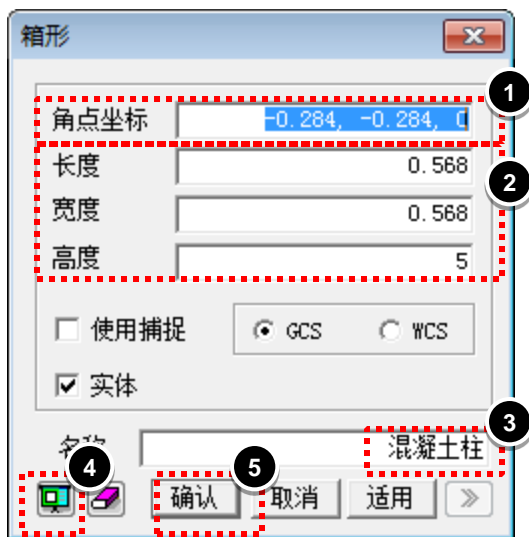 箱形
1
角点坐标 -0.284, -0.284, 0
2
长度 0.568
宽度 0.568
高度 5
使用捕捉 GCS WCS
实体
3
名称 混凝土柱
4 5
确认 取消 适用 >>